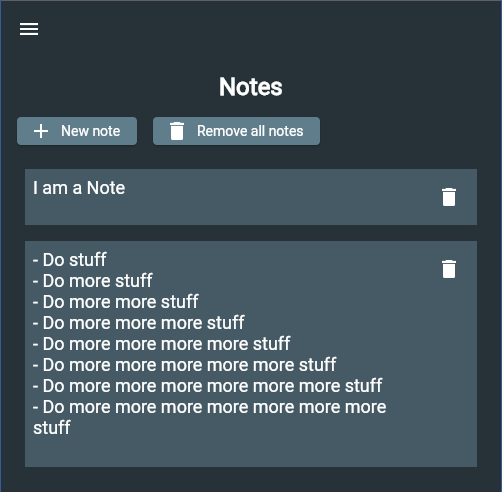 Notes
New note
Remove all notes
I am a Note
- Do stuff
- Do more stuff
- Do more more stuff
- Do more more more stuff
- Do more more more more stuff
- Do more more more more more stuff
- Do more more more more more more stuff
- Do more more more more more more more
stuff